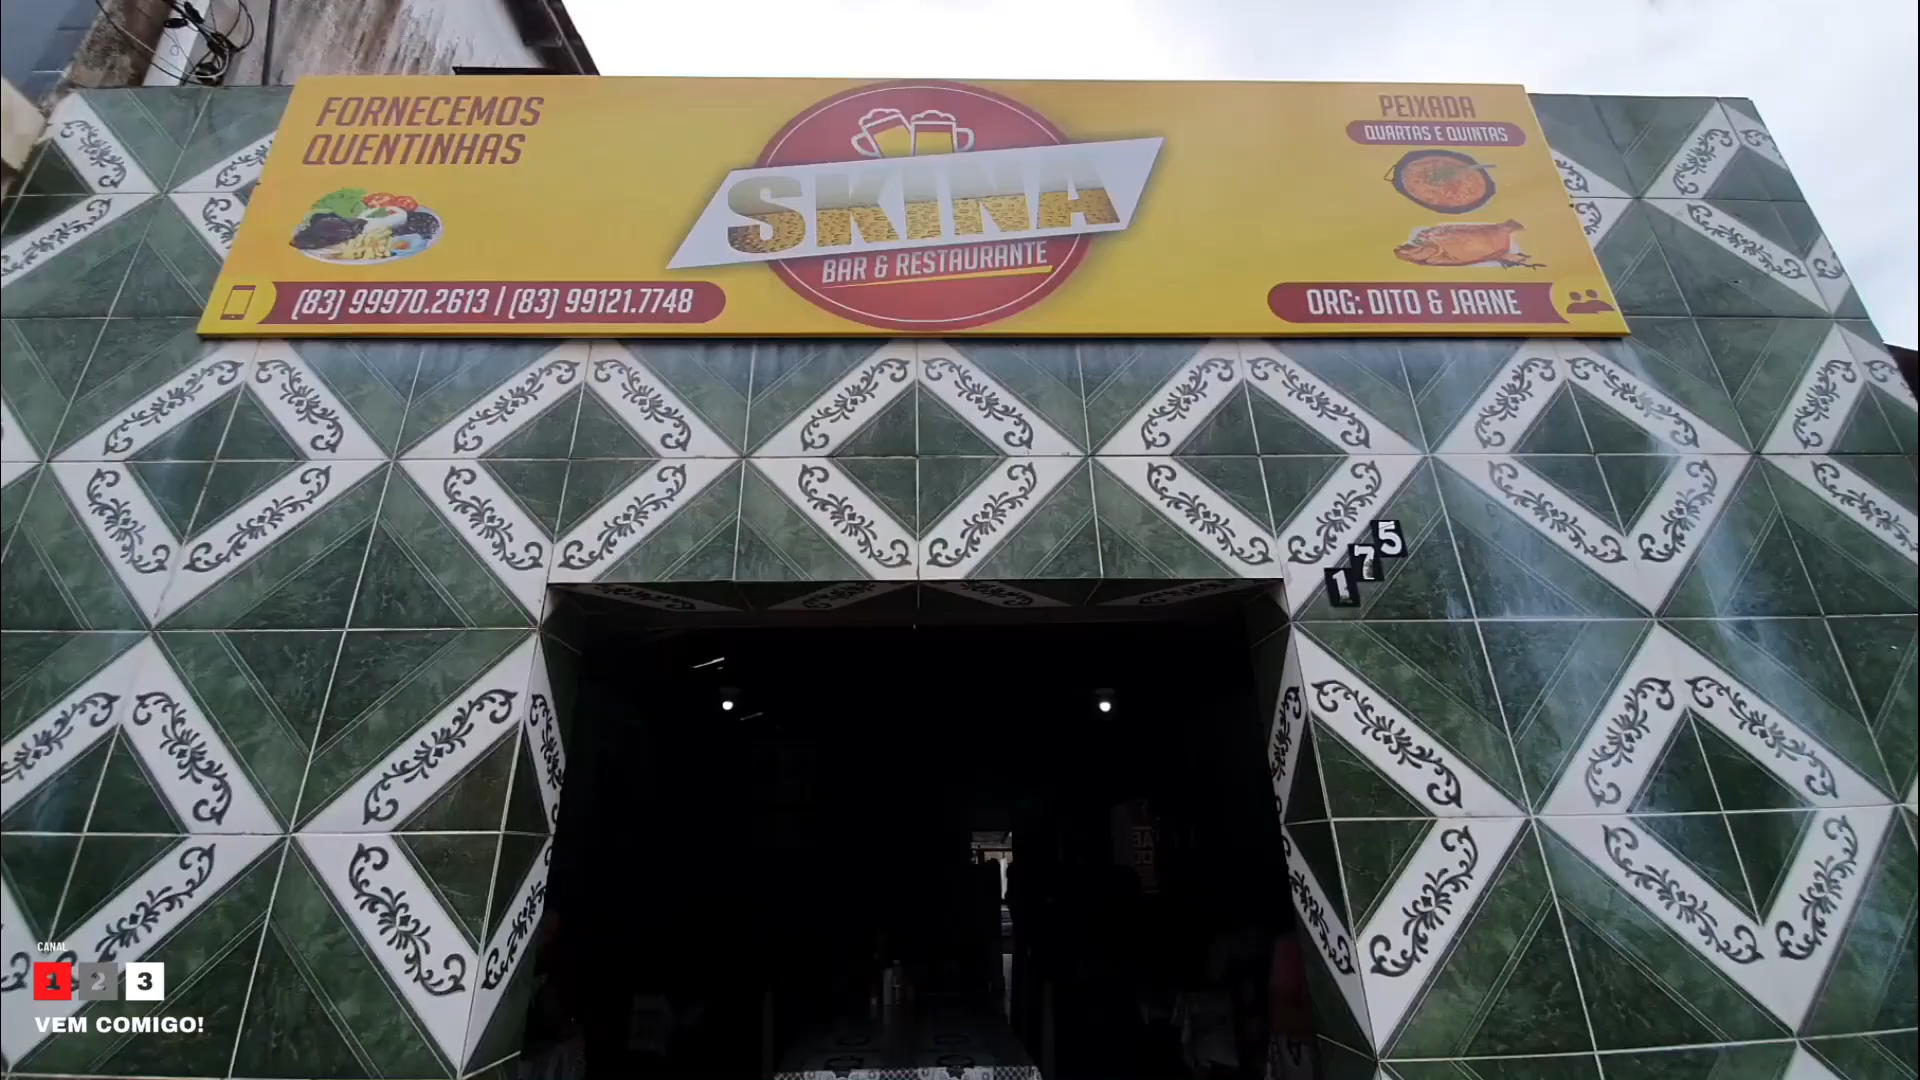 FORNECEMOS
QUENTINHAS
(83) 99970.2613 | (83) 99121.7748
SKINA
BAR & RESTAURANTE
PEIXADA
QUARTAS E QUINTAS
ORG: DITO & JAANE
175
CANAL
1 2 3
VEM COMIGO!